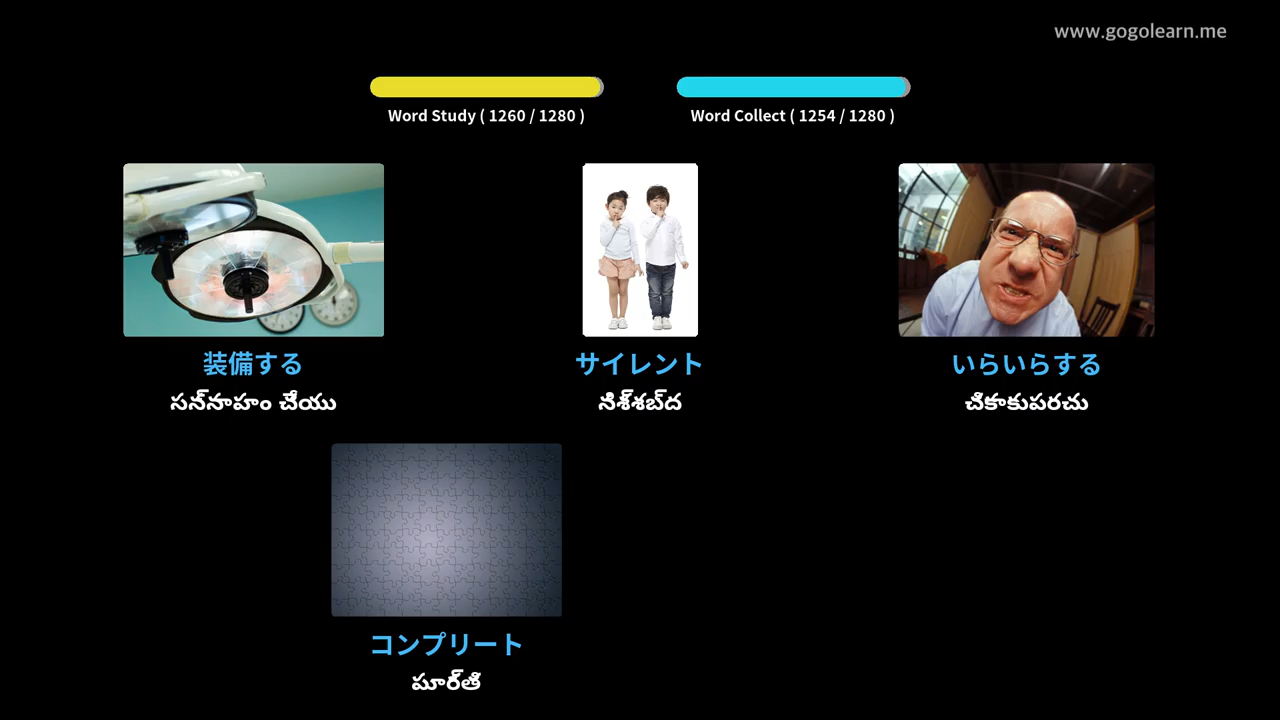 www.gogolearn.me
Word Study ( 1260 / 1280 )
Word Collect ( 1254 / 1280 )
装備する
サイレント
いらいらする
సన్‌నాహం చేయు
నిశ్‌శబ్‌ద
చికాకుపరచు
コンプリート
పూర్‌తి